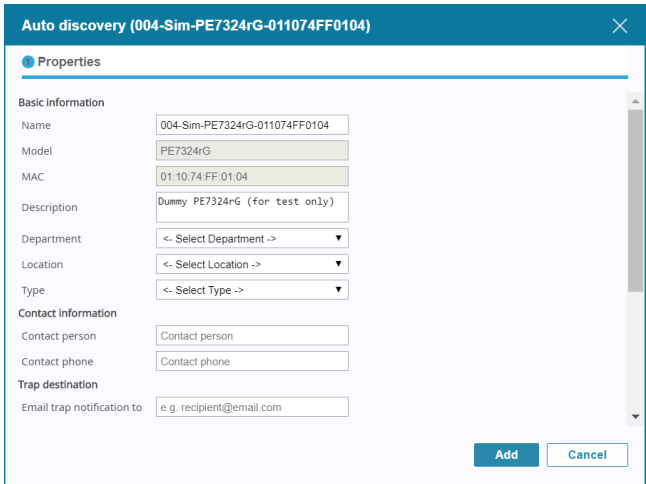 Auto discovery (004-Sim-PE7324rG-011074FF0104)
1 Properties
Basic information
Name 004-Sim-PE7324rG-011074FF0104
Model PE7324rG
MAC 01:10:74:FF:01:04
Description Dummy PE7324rG (for test only)
Department <- Select Department ->
Location <- Select Location ->
Type <- Select Type ->
Contact information
Contact person Contact person
Contact phone Contact phone
Trap destination
Email trap notification to e.g. recipient@email.com
Add Cancel